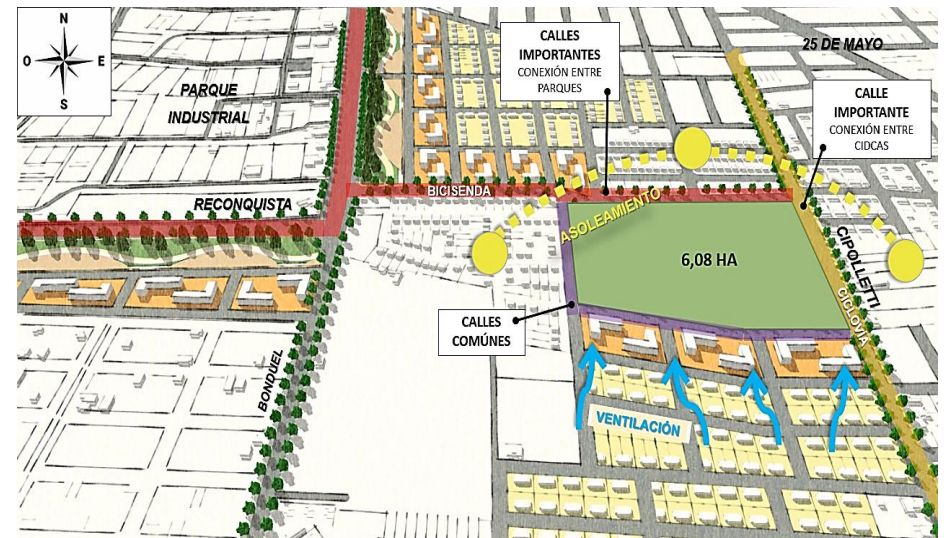 N
O
E
S
PARQUE
INDUSTRIAL
RECONQUISTA
CALLES
IMPORTANTES
CONEXIÓN ENTRE
PARQUES
25 DE MAYO
CALLE
IMPORTANTE
CONEXIÓN ENTRE
CIDCAS
BICISENDA
ASOLEAMIENTO
6,08 HA
CIPOLLETTI
CICLOVÍA
CALLES
COMÚNES
BONDUEL
VENTILACIÓN